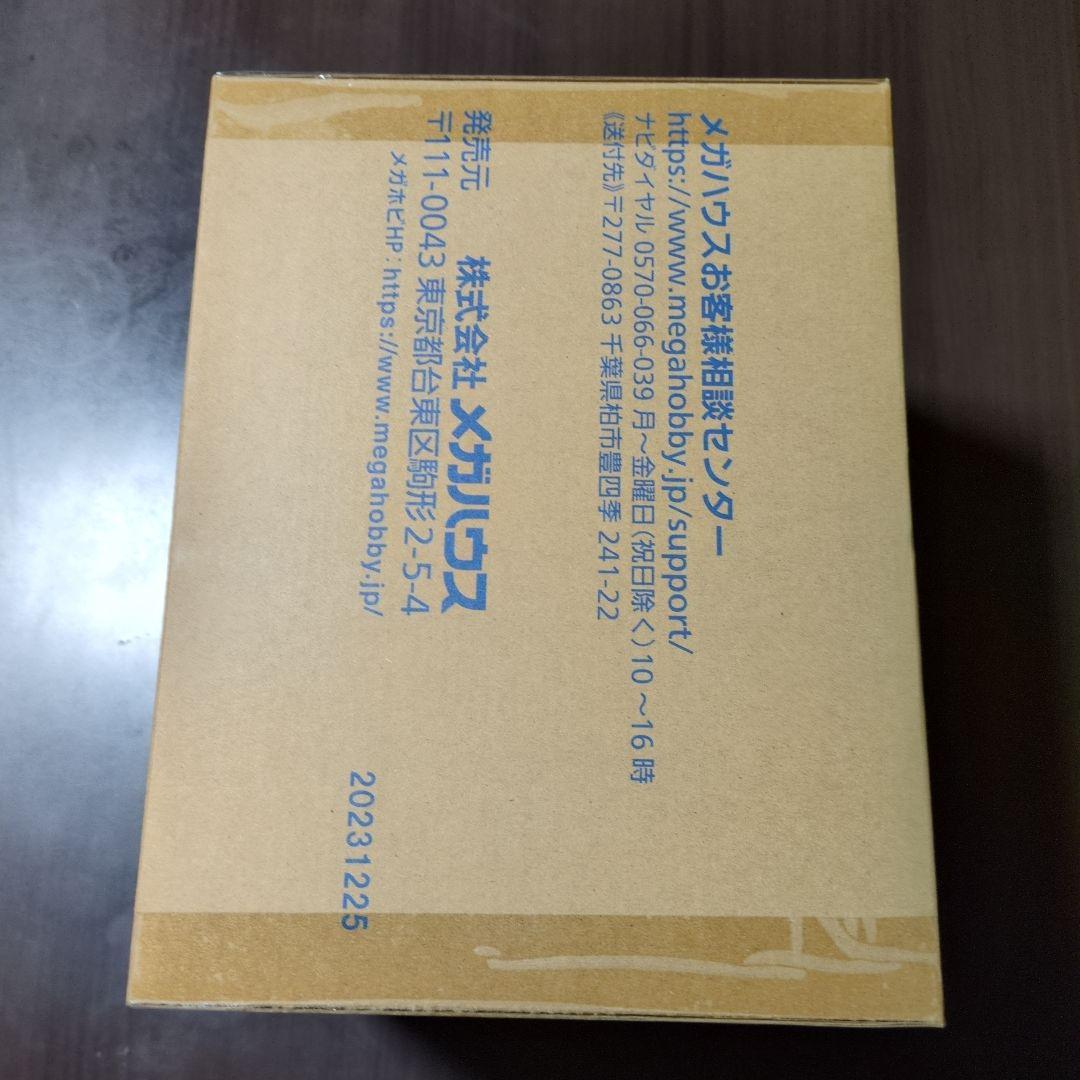 メガハウスお客様相談センター
https://www.megahobby.jp/support/
ナビダイヤル 0570-066-039 月～金曜日(祝日除く) 10～16時
《送付先》〒277-0863 千葉県柏市豊四季 241-22
発売元 株式会社 メガハウス
〒111-0043 東京都台東区駒形2-5-4
メガホビHP：https://www.megahobby.jp/
20231225